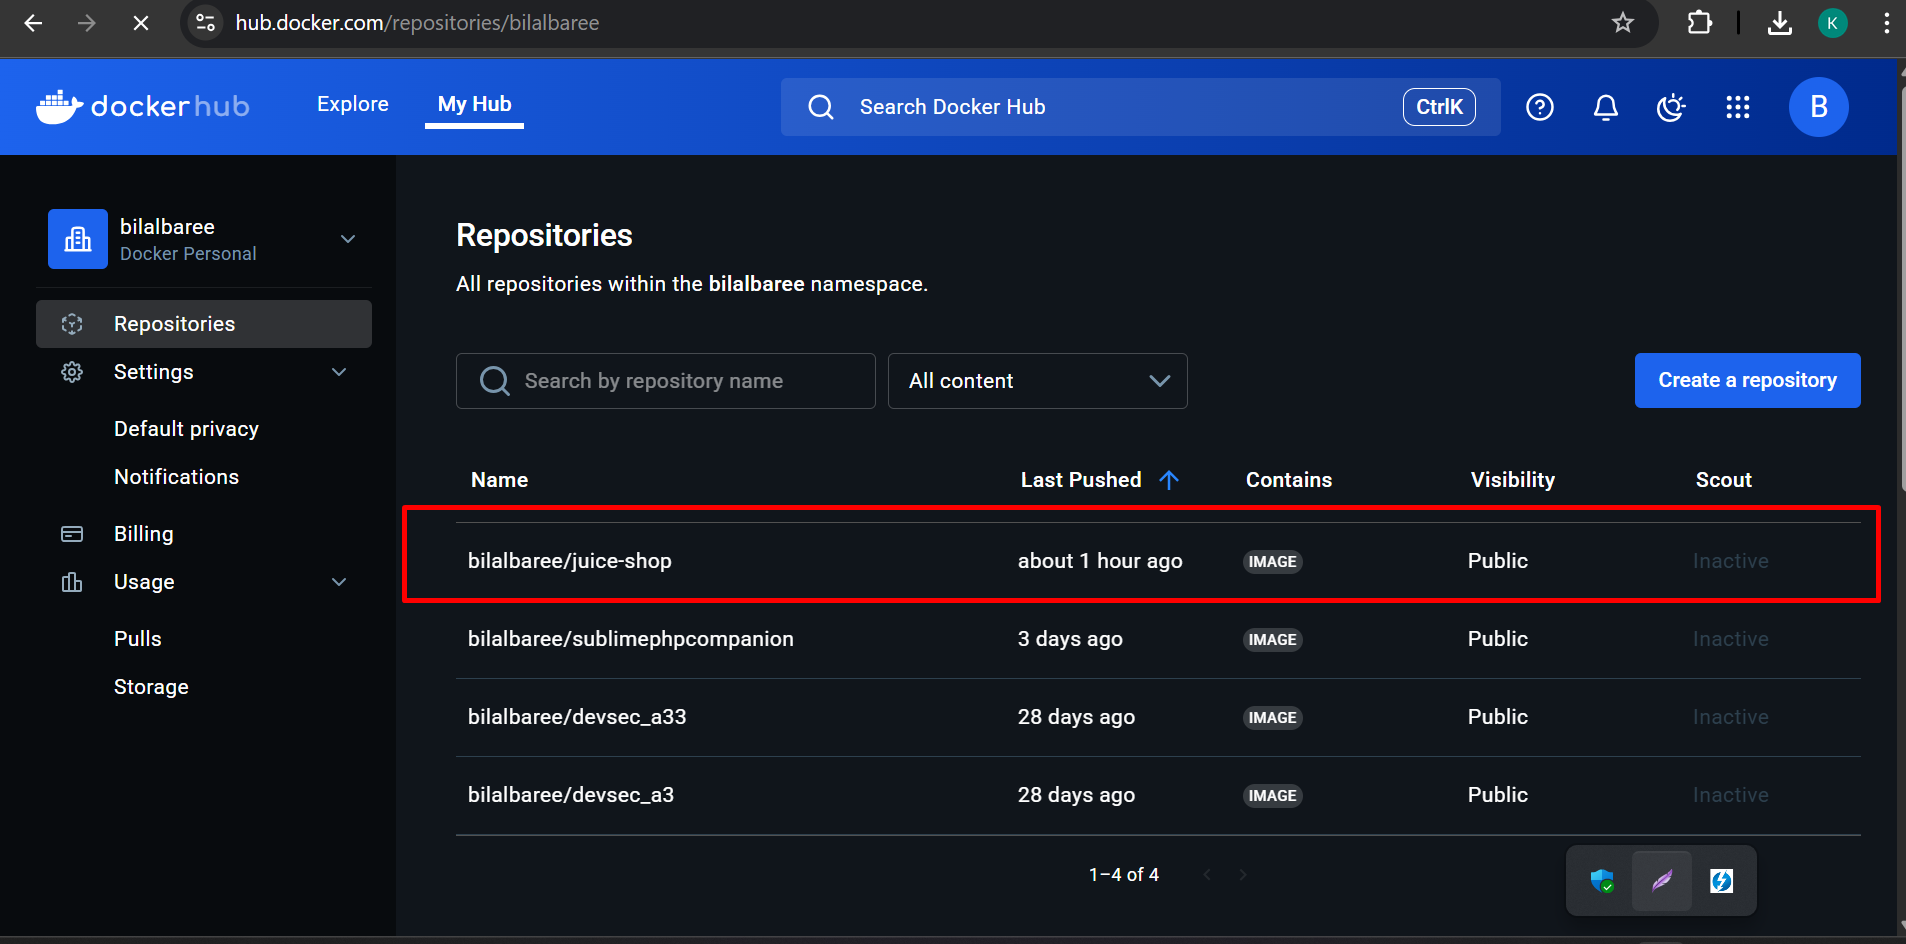 hub.docker.com/repositories/bilalbaree
K
dockerhub
Explore
My Hub
Search Docker Hub
CtrlK
B
bilalbaree
Docker Personal
Repositories
Settings
Default privacy
Notifications
Billing
Usage
Pulls
Storage
Repositories
All repositories within the bilalbaree namespace.
Search by repository name
All content
Create a repository
Name Last Pushed Contains Visibility Scout
bilalbaree/juice-shop about 1 hour ago IMAGE Public Inactive
bilalbaree/sublimephpcompanion 3 days ago IMAGE Public Inactive
bilalbaree/devsec_a33 28 days ago IMAGE Public Inactive
bilalbaree/devsec_a3 28 days ago IMAGE Public Inactive
1–4 of 4